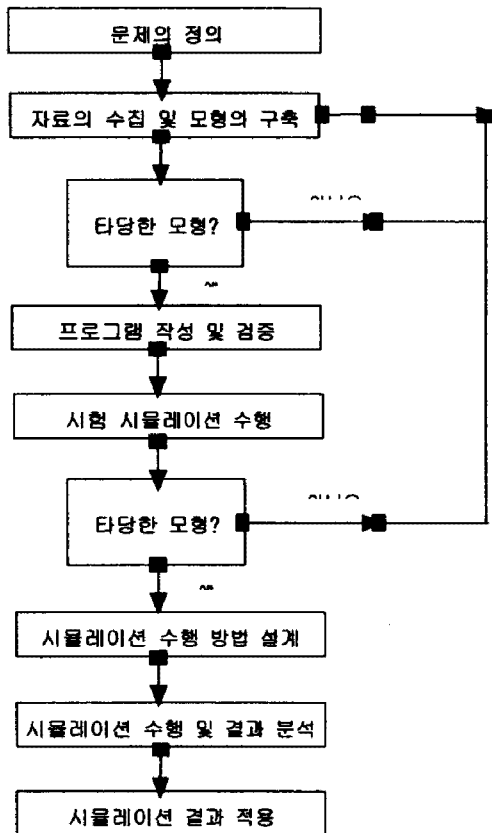 문제의 정의
자료의 수집 및 모형의 구축
타당한 모형?
프로그램 작성 및 검증
시험 시뮬레이션 수행
타당한 모형?
시뮬레이션 수행 방법 설계
시뮬레이션 수행 및 결과 분석
시뮬레이션 결과 적용